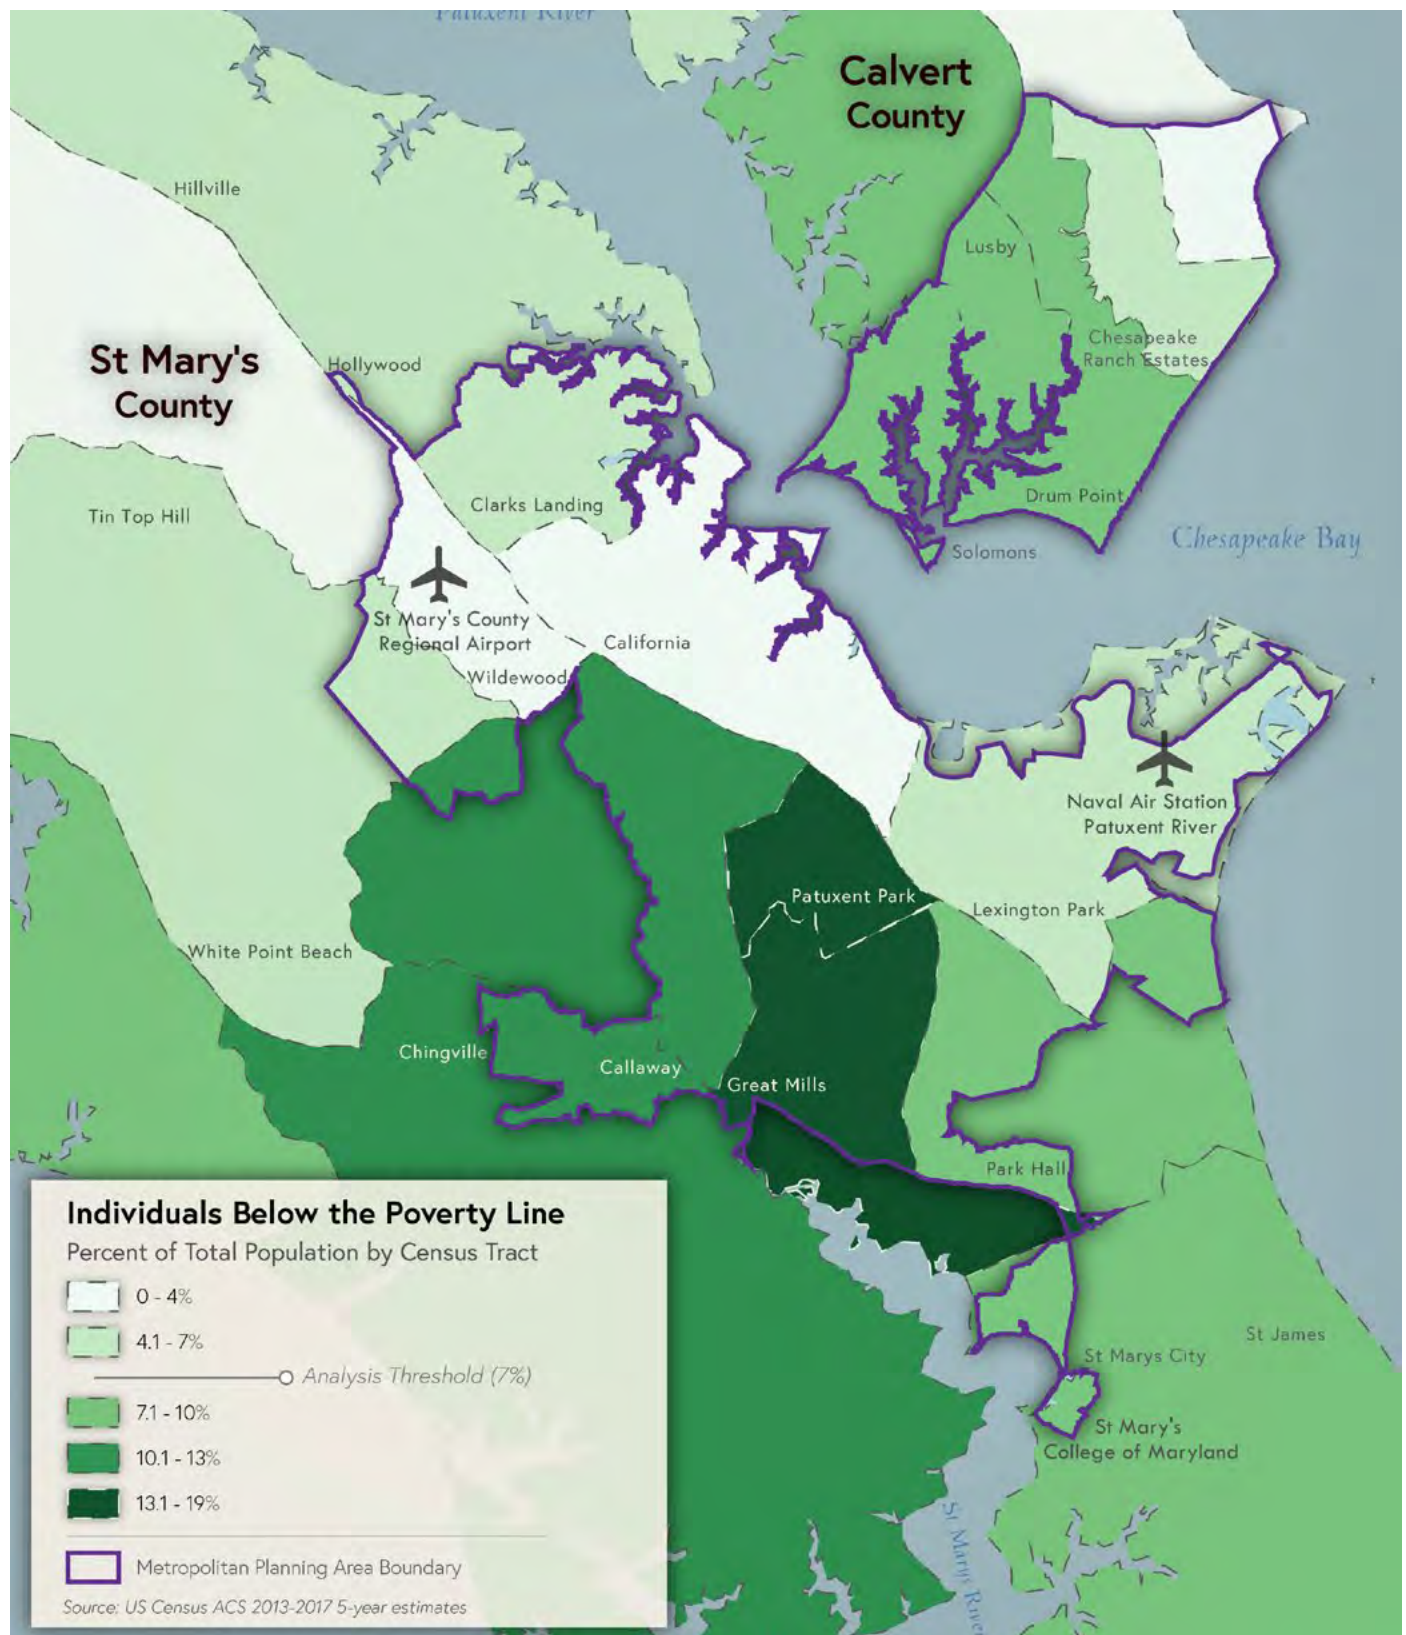 Patuxent River
Calvert
County
Hillville
Lusby
Chesapeake
Ranch Estates
St Mary's
County
Hollywood
Clarks Landing
Drum Point
Tin Top Hill
Solomons
Chesapeake Bay
St Mary's County
Regional Airport
California
Wildewood
Naval Air Station
Patuxent River
Patuxent Park
Lexington Park
White Point Beach
Chingville
Callaway
Great Mills
Park Hall
St James
St Marys City
St Mary's
College of Maryland
St Marys River
Individuals Below the Poverty Line
Percent of Total Population by Census Tract
0 - 4%
4.1 - 7%
Analysis Threshold (7%)
7.1 - 10%
10.1 - 13%
13.1 - 19%
Metropolitan Planning Area Boundary
Source: US Census ACS 2013-2017 5-year estimates